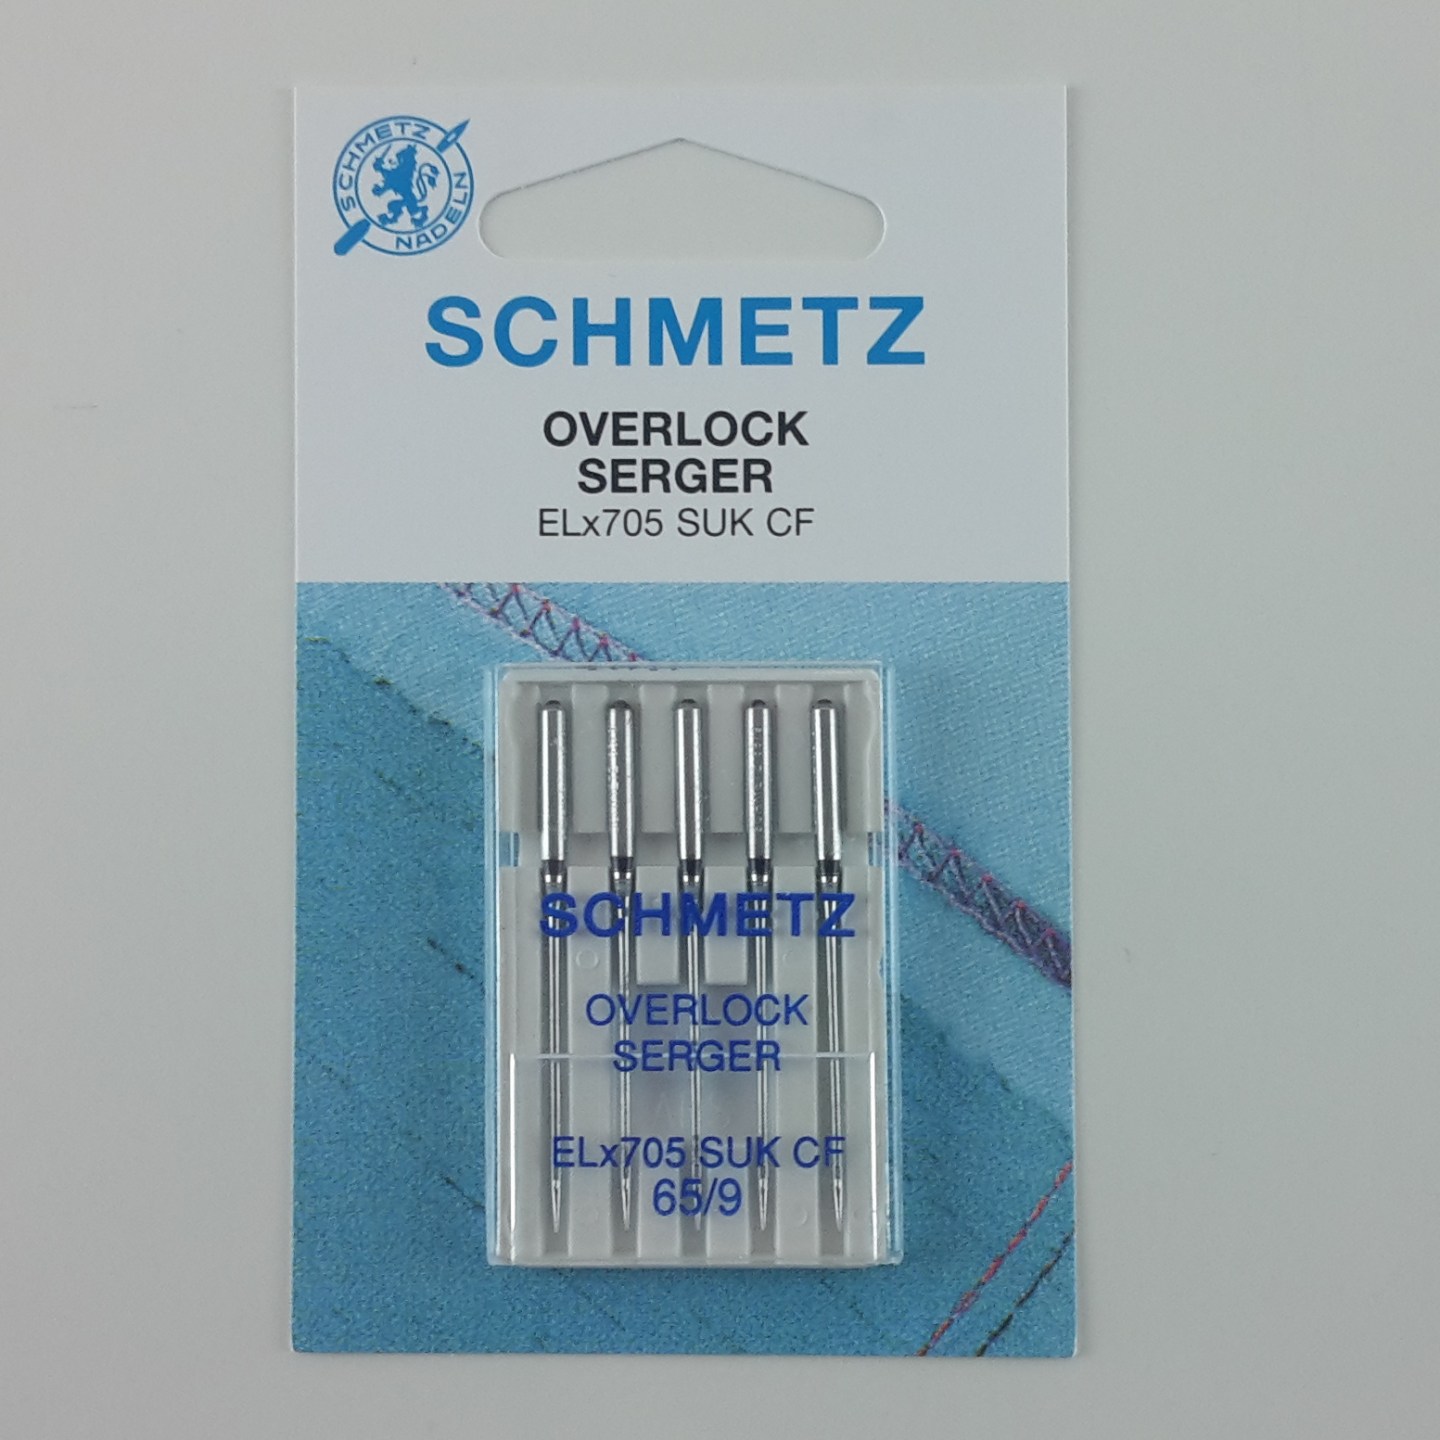 SCHMETZ
NADELN
SCHMETZ
OVERLOCK
SERGER
ELx705 SUK CF
SCHMETZ
OVERLOCK
SERGER
ELx705 SUK CF
65/9